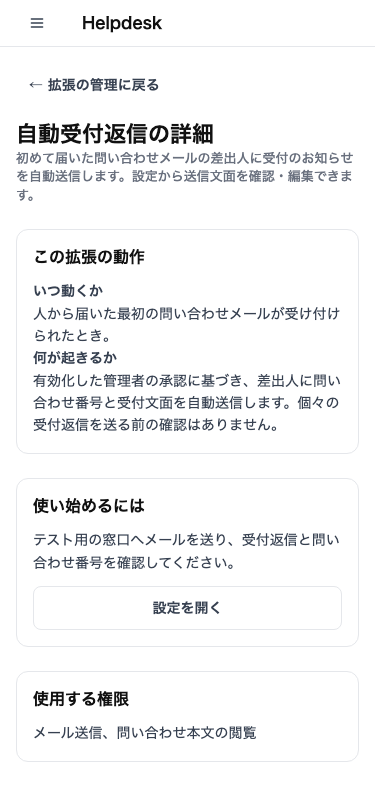 Helpdesk
← 拡張の管理に戻る
自動受付返信の詳細
初めて届いた問い合わせメールの差出人に受付のお知らせ
を自動送信します。設定から送信文面を確認・編集できま
す。
この拡張の動作
いつ動くか
人から届いた最初の問い合わせメールが受け付け
られたとき。
何が起きるか
有効化した管理者の承認に基づき、差出人に問い
合わせ番号と受付文面を自動送信します。個々の
受付返信を送る前の確認はありません。
使い始めるには
テスト用の窓口へメールを送り、受付返信と問い
合わせ番号を確認してください。
設定を開く
使用する権限
メール送信、問い合わせ本文の閲覧